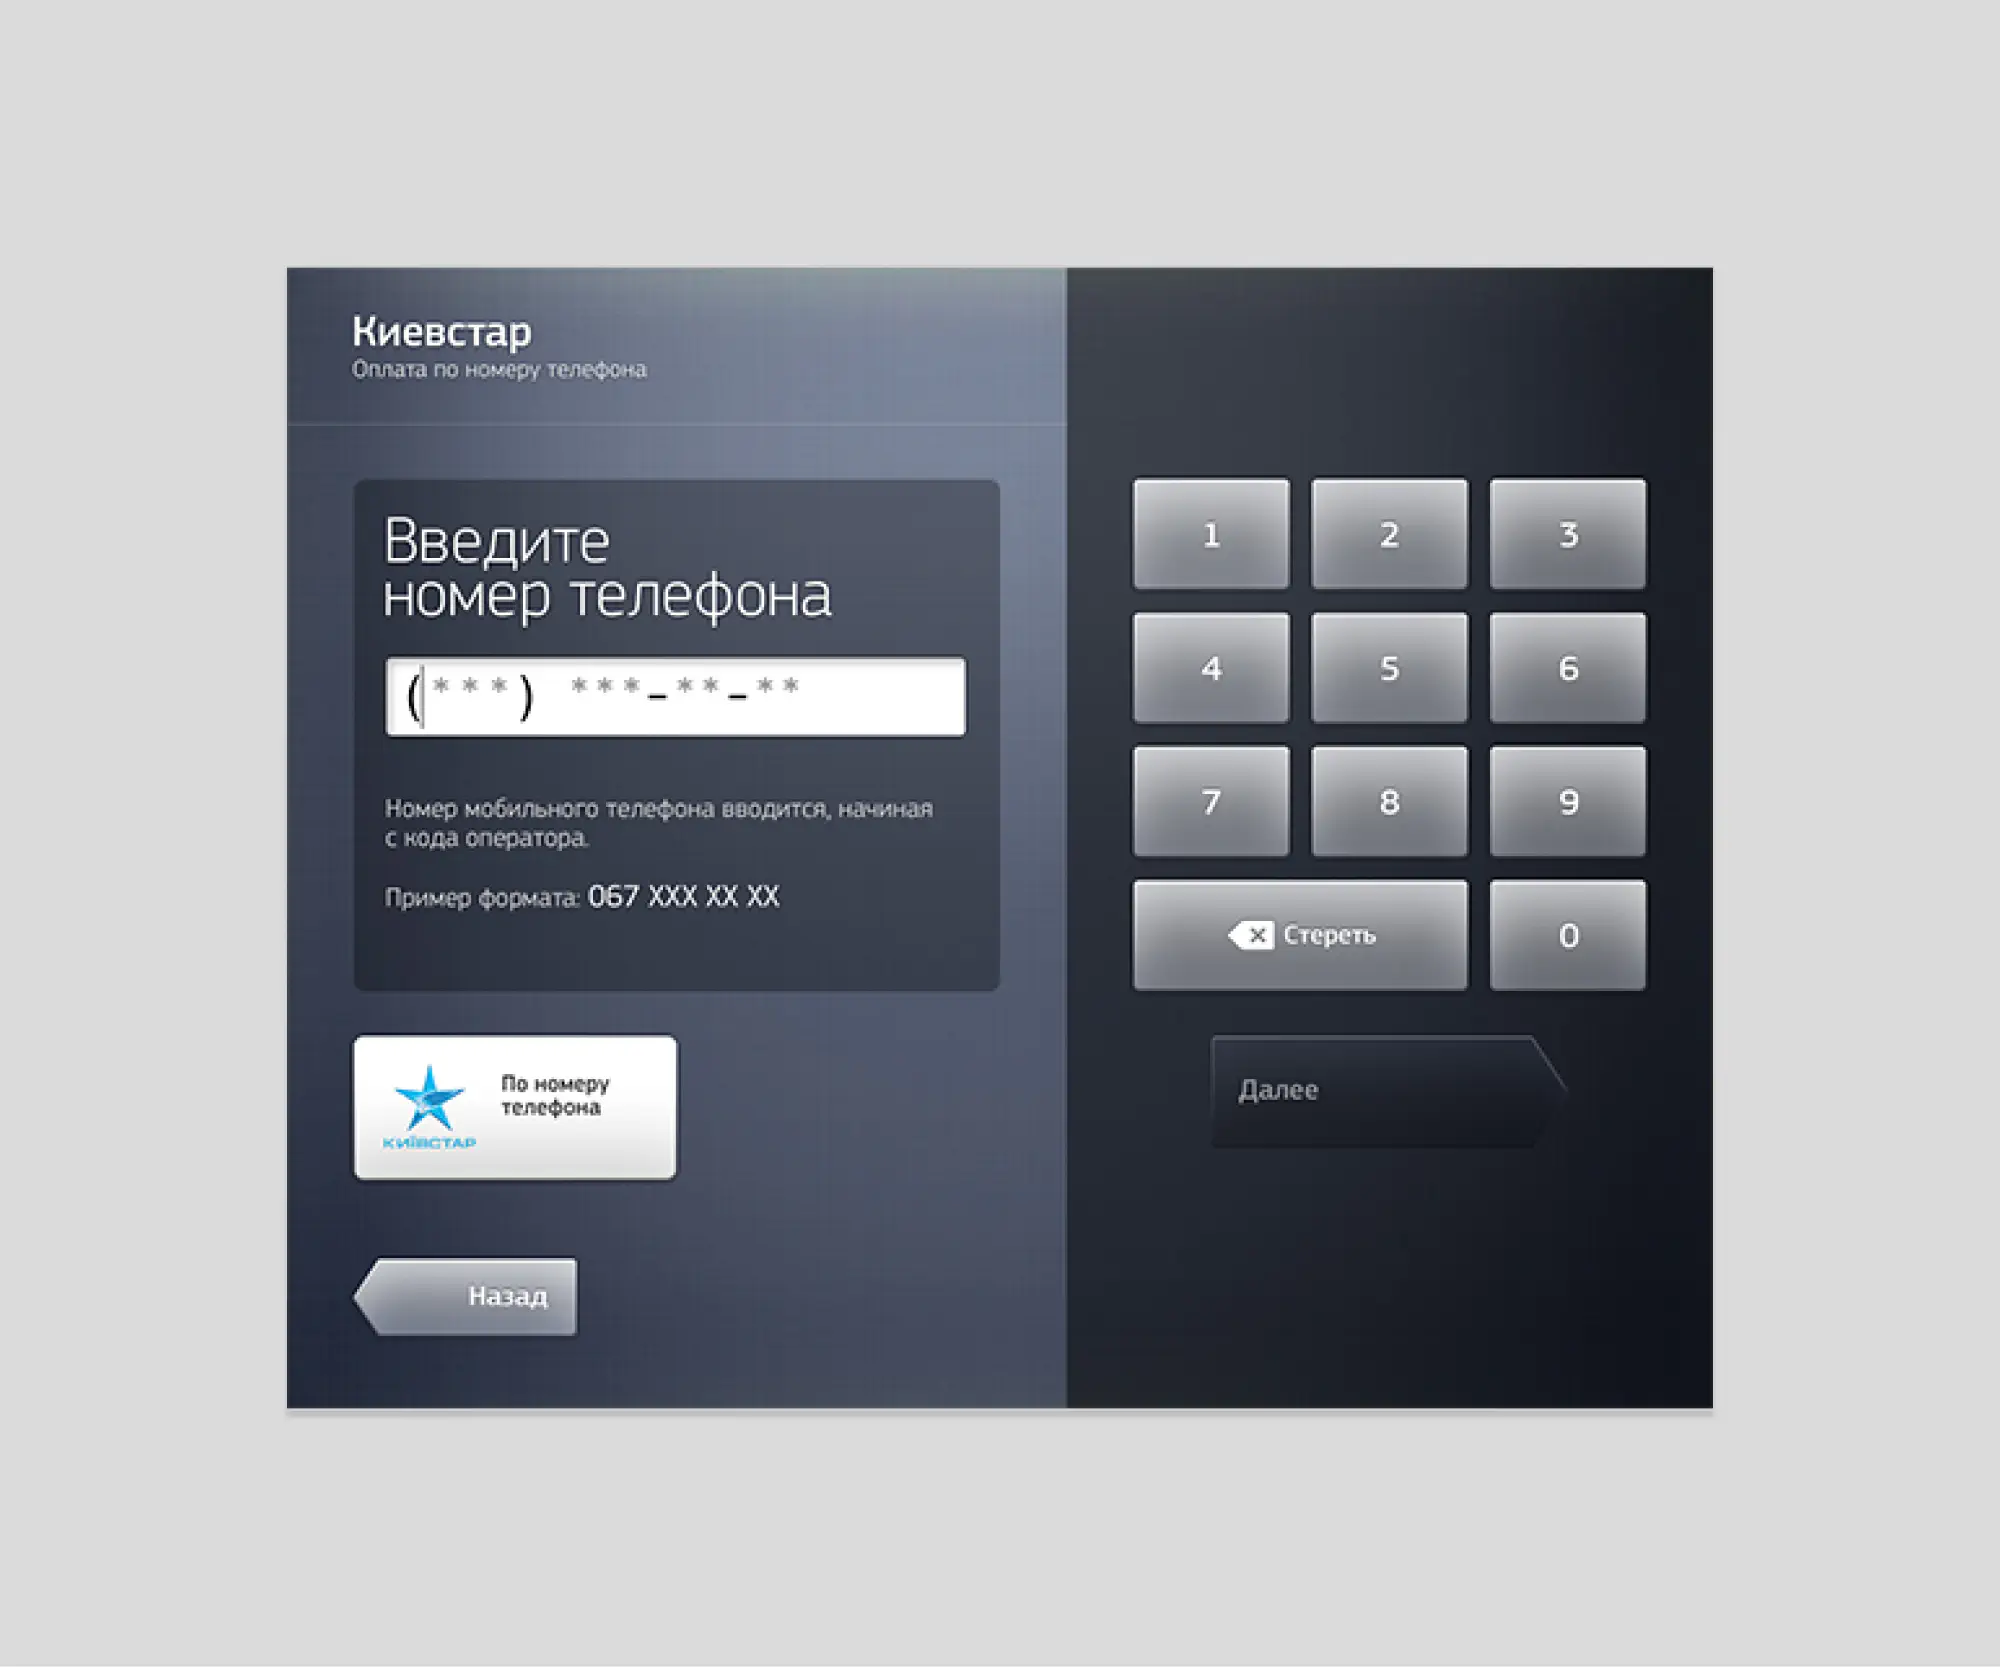 Киевстар
Оплата по номеру телефона
Введите
номер телефона
(***) ***-**-**
Номер мобильного телефона вводится, начиная
с кода оператора.
Пример формата: 067 XXX XX XX
По номеру
телефона
КИЇВСТАР
Назад
1 2 3
4 5 6
7 8 9
Стереть 0
Далее